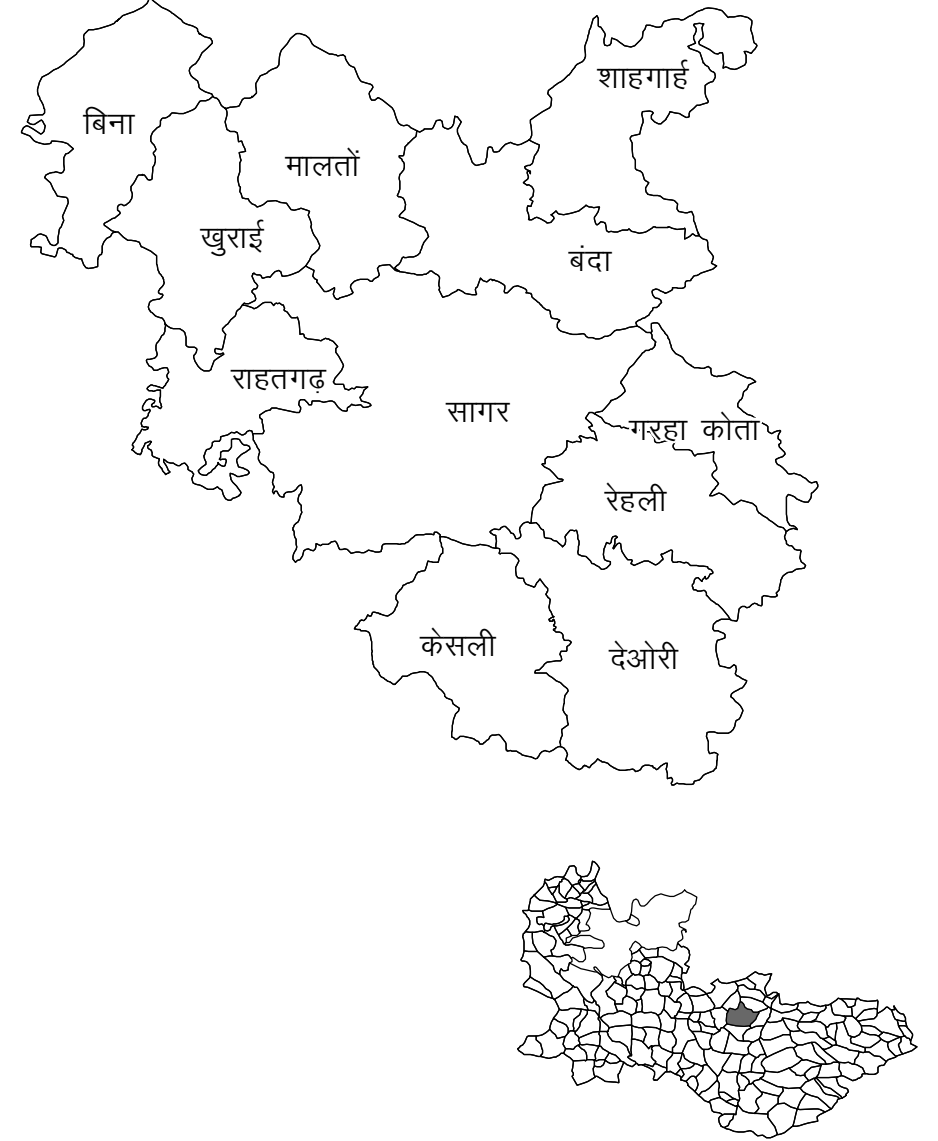 शाहगार्ह
बिना
मालतों
खुराई
बंदा
राहतगढ़
सागर
गरहा कोता
रेहली
केसली
देओरी